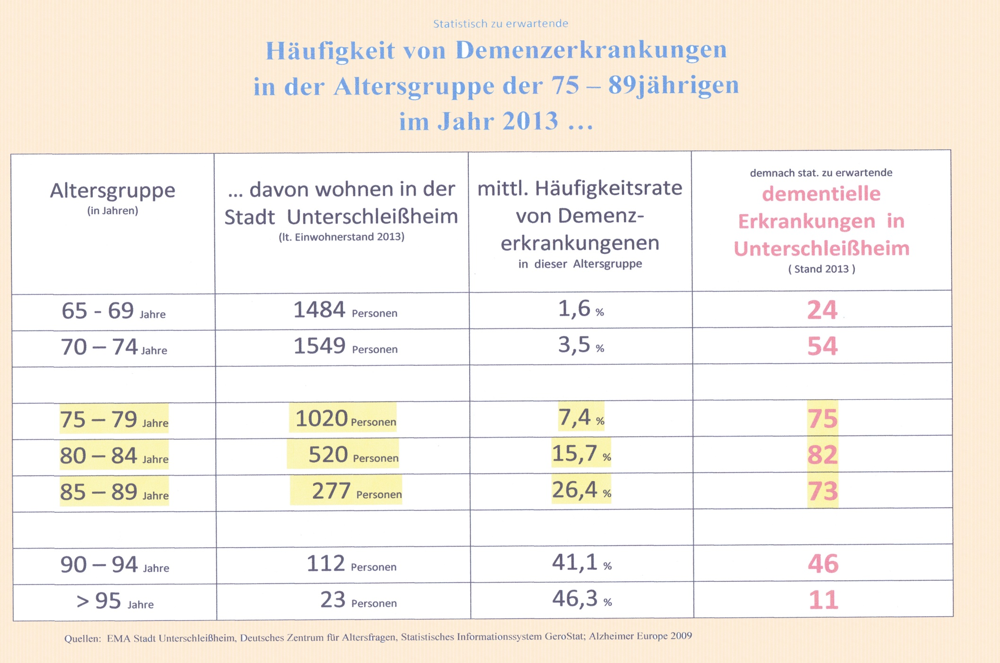 Statistisch zu erwartende
Häufigkeit von Demenzerkrankungen
in der Altersgruppe der 75 – 89jährigen
im Jahr 2013 ...
Altersgruppe
(in Jahren)
... davon wohnen in der
Stadt Unterschleißheim
(lt. Einwohnerstand 2013)
mittl. Häufigkeitsrate
von Demenz-
erkrankungenen
in dieser Altersgruppe
demnach stat. zu erwartende
dementielle
Erkrankungen in
Unterschleißheim
( Stand 2013 )
65 - 69 Jahre 1484 Personen 1,6 % 24
70 – 74 Jahre 1549 Personen 3,5 % 54
75 – 79 Jahre 1020 Personen 7,4 % 75
80 – 84 Jahre 520 Personen 15,7 % 82
85 – 89 Jahre 277 Personen 26,4 % 73
90 – 94 Jahre 112 Personen 41,1 % 46
> 95 Jahre 23 Personen 46,3 % 11
Quellen: EMA Stadt Unterschleißheim, Deutsches Zentrum für Altersfragen, Statistisches Informationssystem GeroStat; Alzheimer Europe 2009